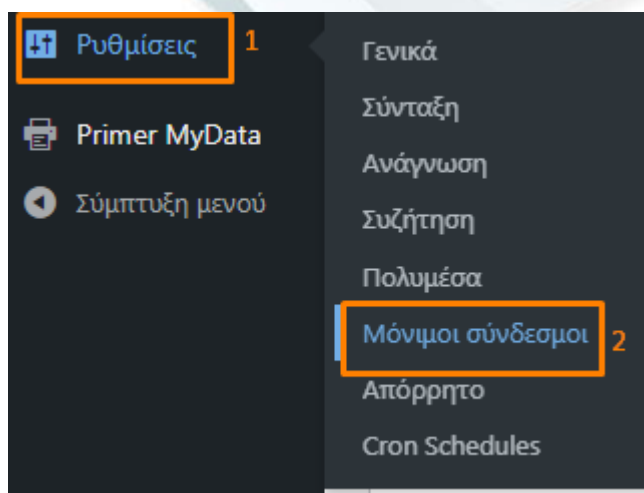 Ρυθμίσεις 1
Primer MyData
Σύμπτυξη μενού
Γενικά
Σύνταξη
Ανάγνωση
Συζήτηση
Πολυμέσα
Μόνιμοι σύνδεσμοι 2
Απόρρητο
Cron Schedules